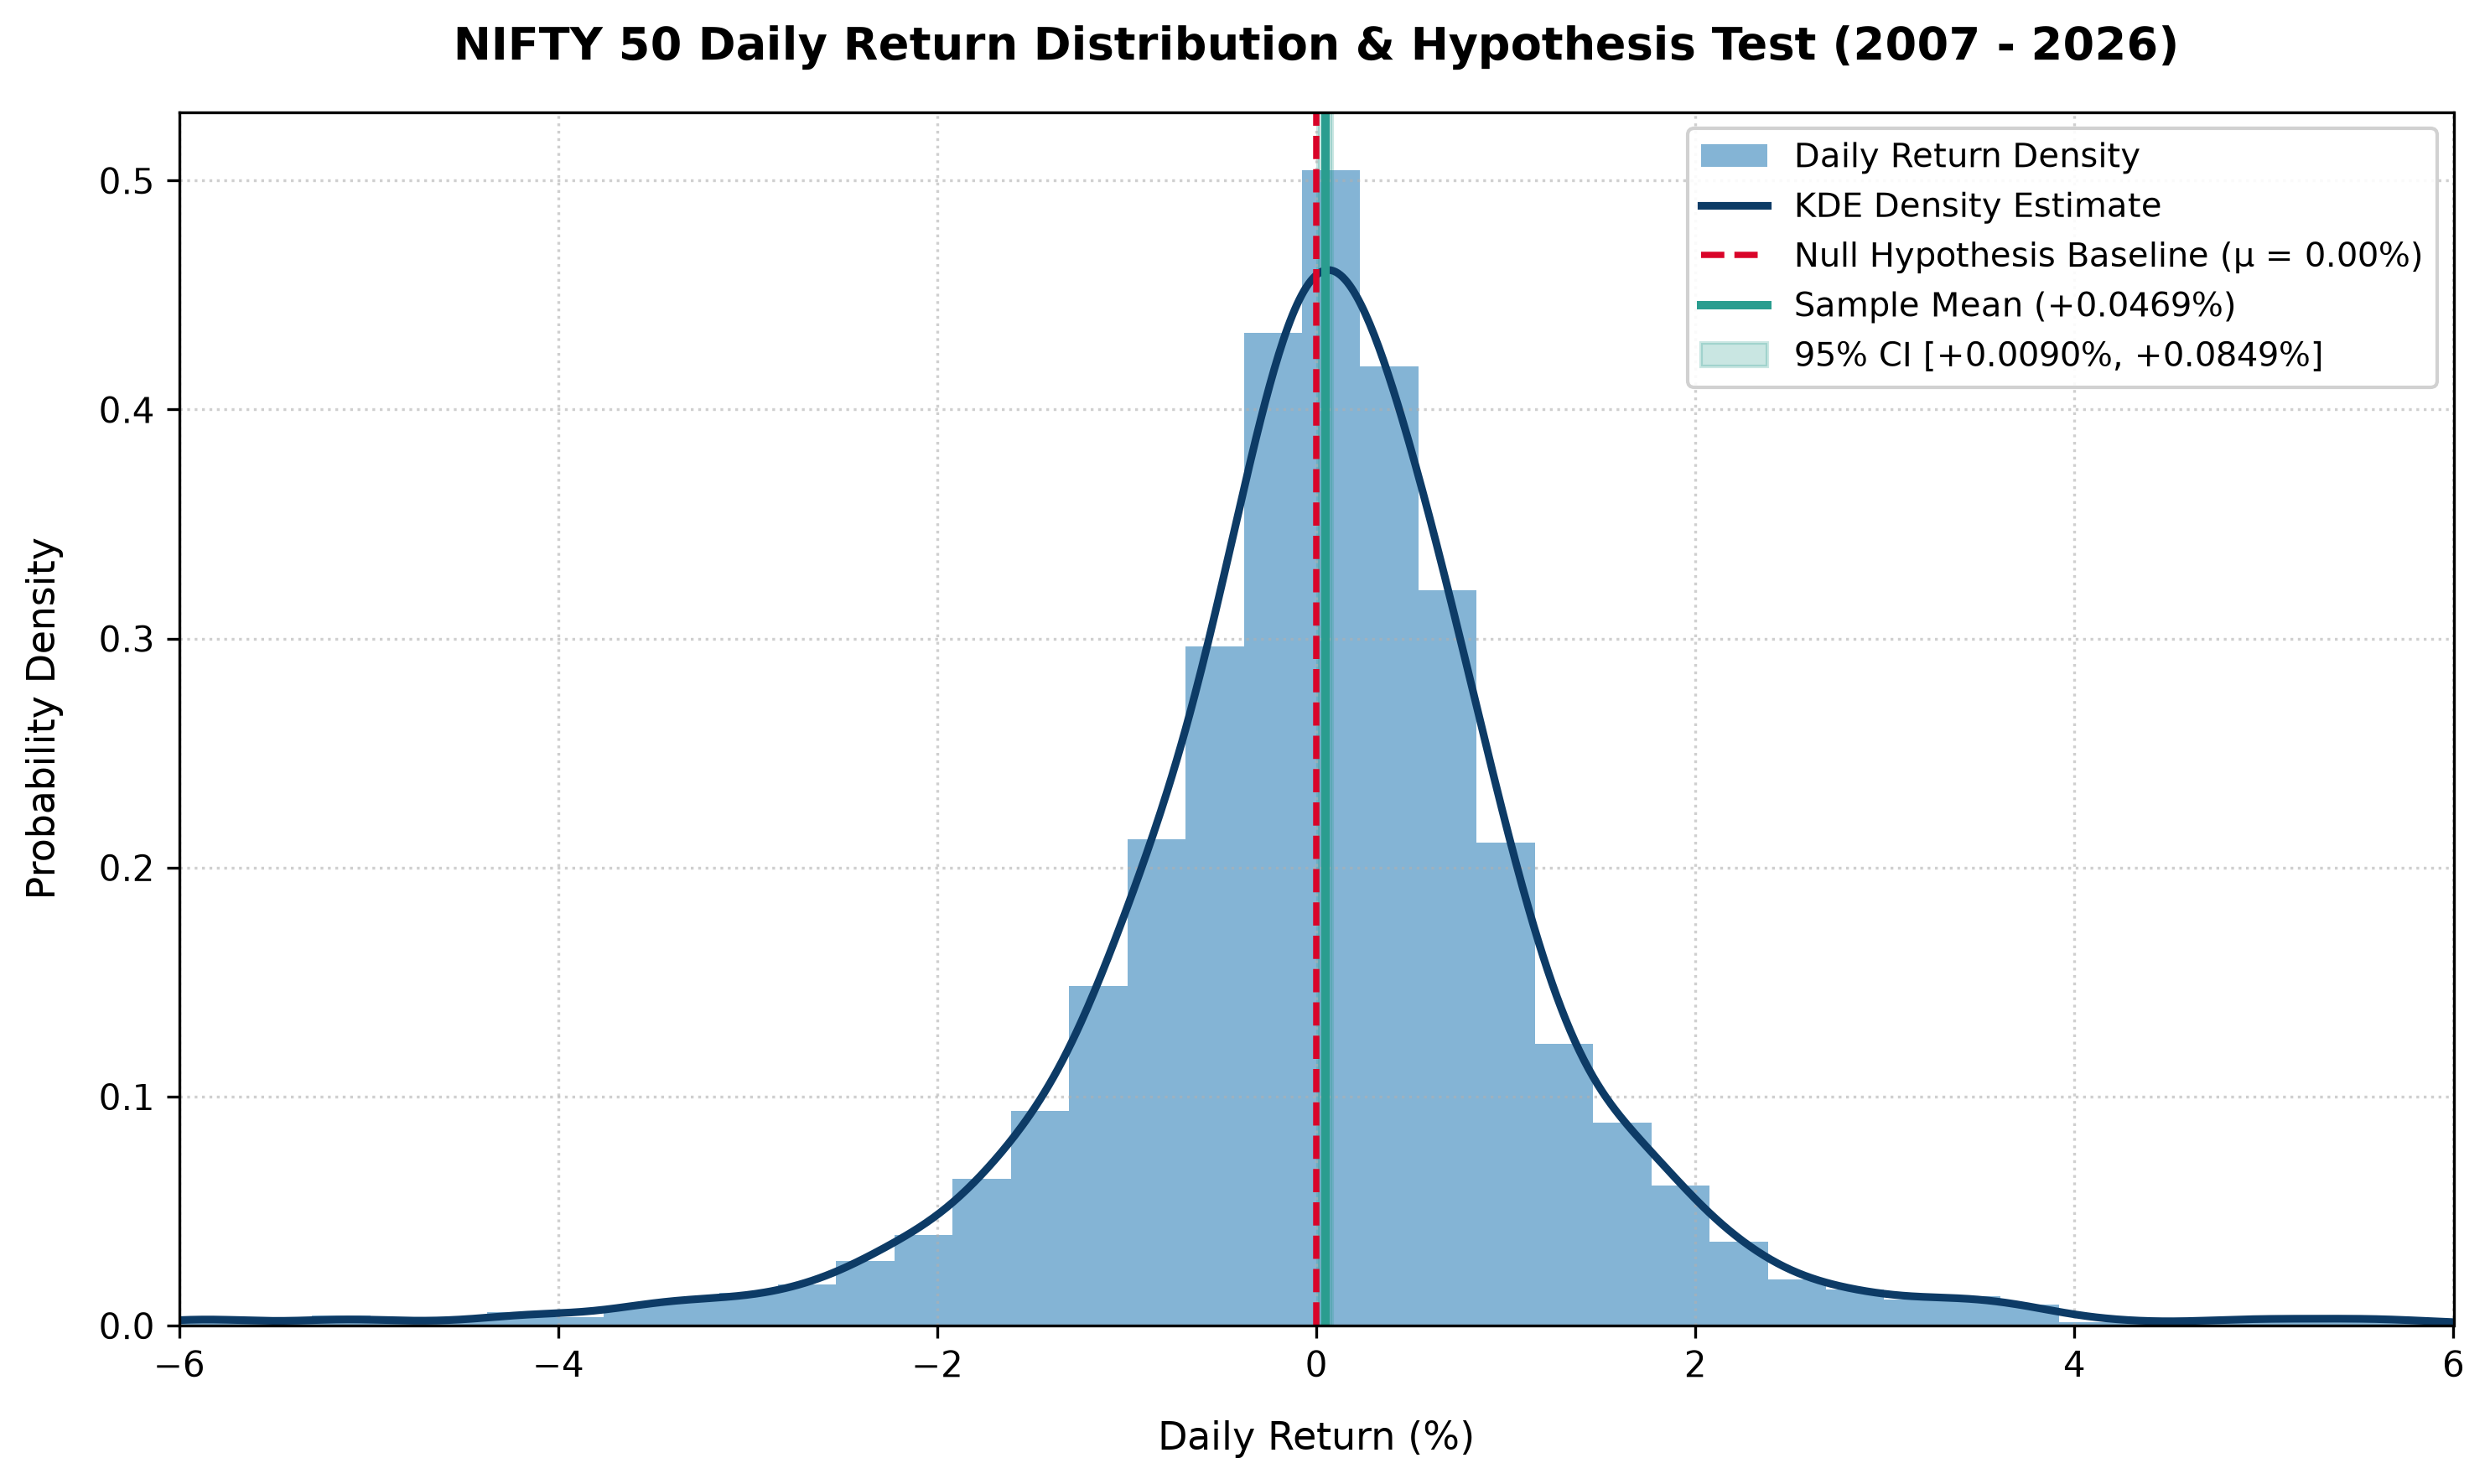 NIFTY 50 Daily Return Distribution & Hypothesis Test (2007 - 2026)
Daily Return Density
KDE Density Estimate
Null Hypothesis Baseline (μ = 0.00%)
Sample Mean (+0.0469%)
95% CI [+0.0090%, +0.0849%]
Probability Density
0.5
0.4
0.3
0.2
0.1
0.0
−6 −4 −2 0 2 4 6
Daily Return (%)